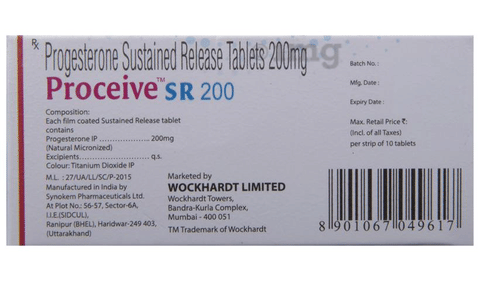 Rx Progesterone Sustained Release Tablets 200mg
Proceive™ SR 200
Composition:
Each film coated Sustained Release tablet
contains
Progesterone IP .................... 200mg
(Natural Micronized)
Excipients........................... q.s.
Colour: Titanium Dioxide IP
M.L. : 27/UA/LL/SC/P-2015
Manufactured in India by
Synokem Pharmaceuticals Ltd.
At Plot No.: 56-57, Sector-6A,
I.I.E.(SIDCUL),
Ranipur (BHEL), Haridwar-249 403,
(Uttarakhand)
Marketed by
WOCKHARDT LIMITED
Wockhardt Towers,
Bandra-Kurla Complex,
Mumbai - 400 051
TM Trademark of Wockhardt
Batch No. :
Mfg. Date :
Expiry Date :
Max. Retail Price ₹:
(Incl. of all Taxes)
per strip of 10 tablets
8 901067 049617